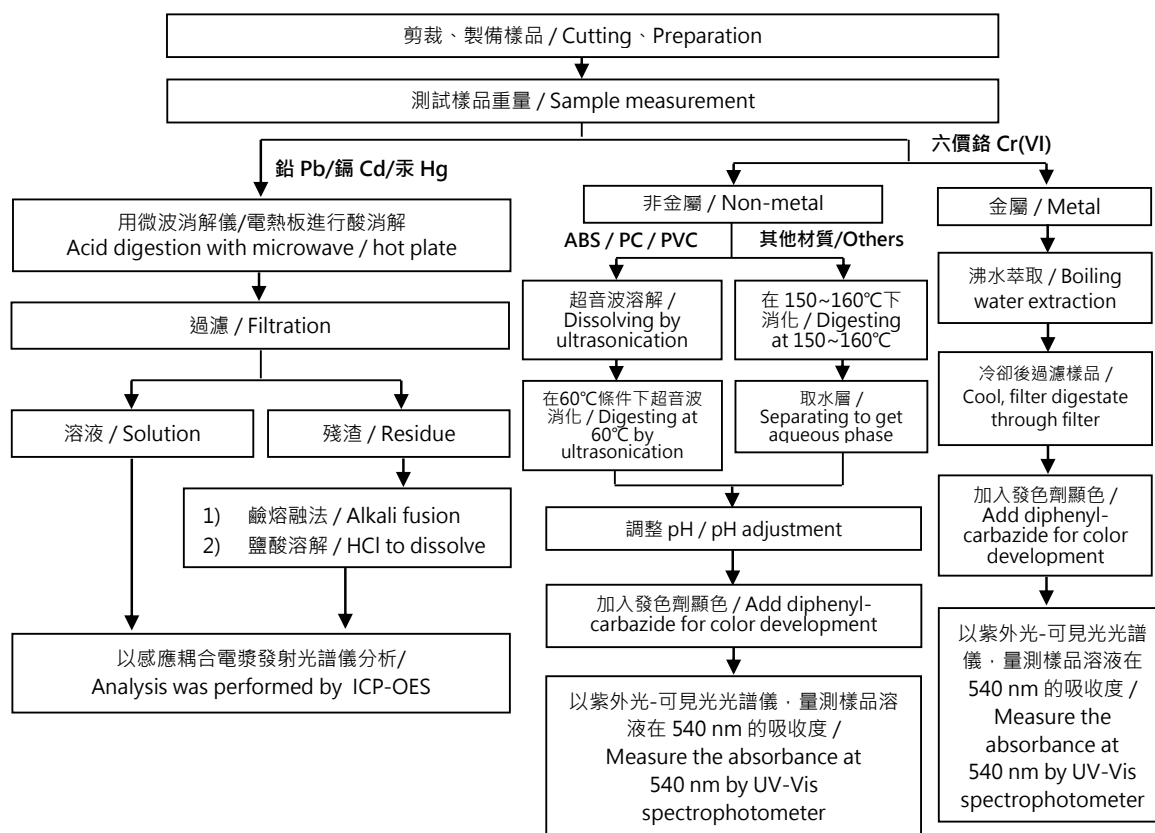 剪裁、製備樣品 / Cutting、Preparation
測試樣品重量 / Sample measurement
鉛 Pb/鎘 Cd/汞 Hg
六價鉻 Cr(VI)
用微波消解儀/電熱板進行酸消解
Acid digestion with microwave / hot plate
過濾 / Filtration
溶液 / Solution
殘渣 / Residue
1) 鹼熔融法 / Alkali fusion
2) 鹽酸溶解 / HCl to dissolve
以感應耦合電漿發射光譜儀分析/
Analysis was performed by ICP-OES
非金屬 / Non-metal
ABS / PC / PVC
其他材質/Others
超音波溶解 /
Dissolving by
ultrasonication
在60℃條件下超音波
消化 / Digesting at
60℃ by
ultrasonication
在 150~160℃下
消化 / Digesting
at 150~160℃
取水層 /
Separating to get
aqueous phase
調整 pH / pH adjustment
加入發色劑顯色 / Add diphenyl-
carbazide for color development
以紫外光-可見光光譜儀，量測樣品溶
液在 540 nm 的吸收度 /
Measure the absorbance at
540 nm by UV-Vis
spectrophotometer
金屬 / Metal
沸水萃取 / Boiling
water extraction
冷卻後過濾樣品 /
Cool, filter digestate
through filter
加入發色劑顯色 /
Add diphenyl-
carbazide for color
development
以紫外光-可見光光譜
儀，量測樣品溶液在
540 nm 的吸收度 /
Measure the
absorbance at
540 nm by UV-Vis
spectrophotometer